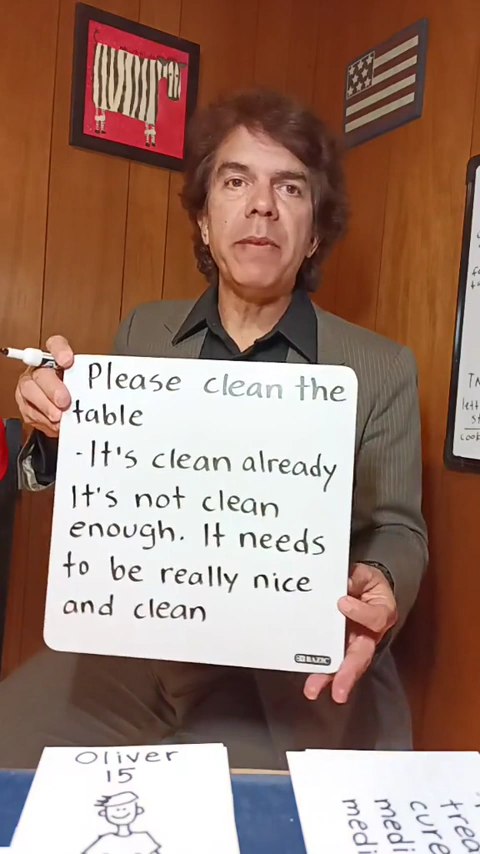 Please clean the
table
-It's clean already
It's not clean
enough. It needs
to be really nice
and clean
BAZIC
Oliver
15